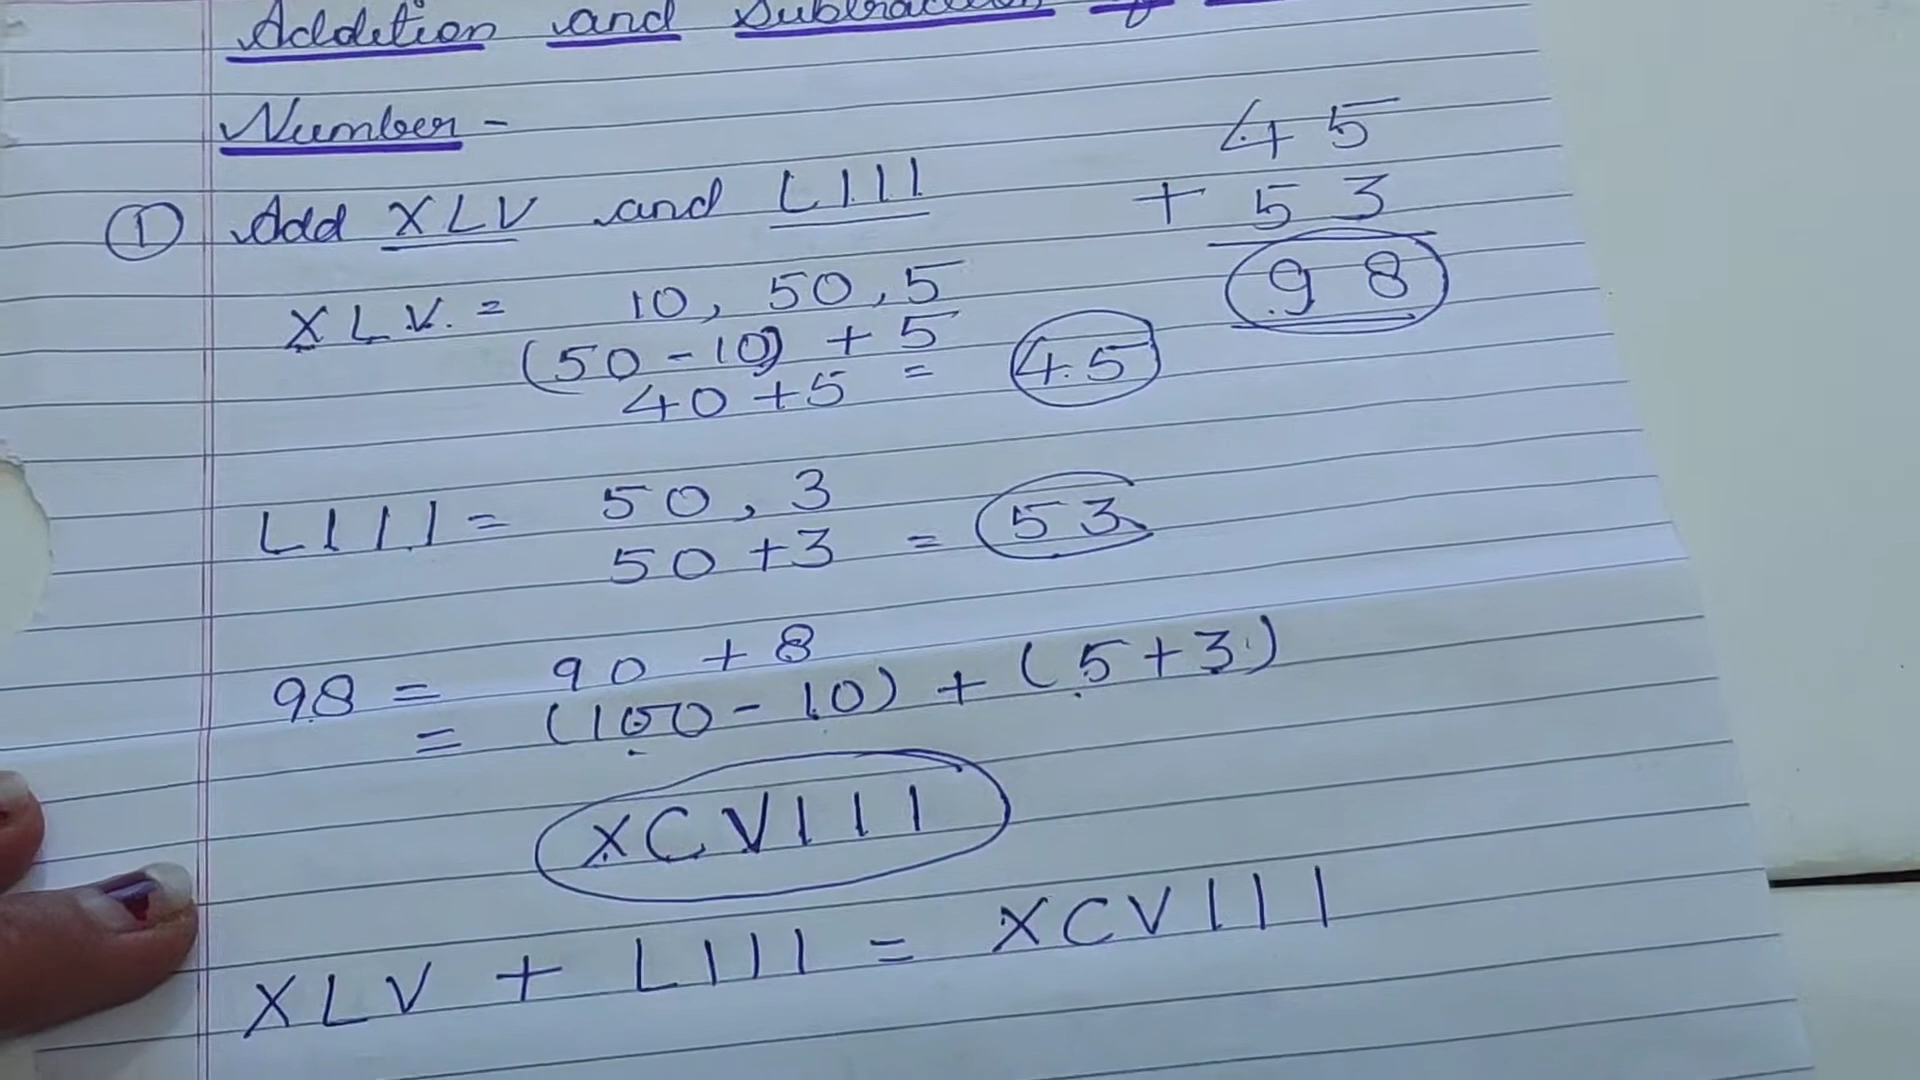 Addition and Subtraction of
Number -
① Add XLV and LIII
45
+ 53
98
XLV = 10, 50, 5
(50 - 10) + 5
40 + 5 = 45
LIII = 50, 3
50 + 3 = 53
98 = 90 + 8
= (100 - 10) + (5 + 3)
XCVIII
XLV + LIII = XCVIII